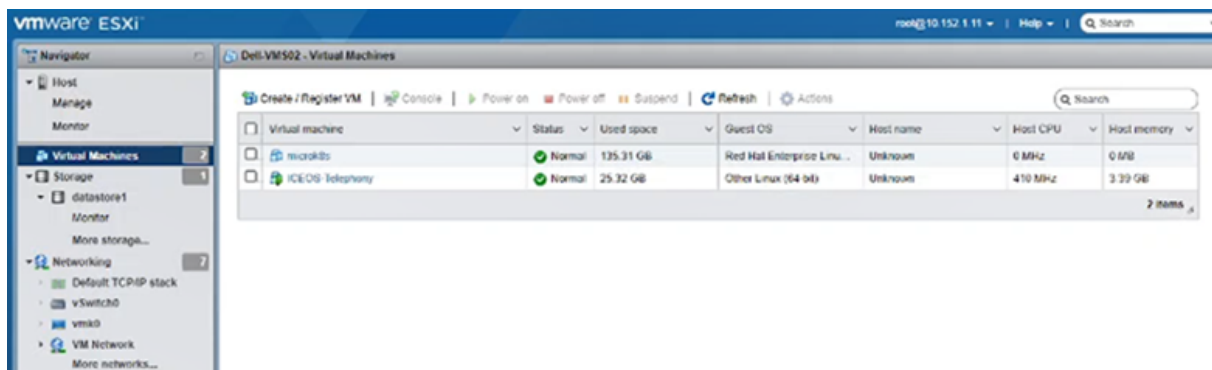 vmware ESXi
root@10.152.1.11 | Help | Search
Navigator
Host
Manage
Monitor
Virtual Machines 2
Storage 1
datastore1
Monitor
More storage...
Networking 7
Default TCP/IP stack
vSwitch0
vmk0
VM Network
More networks...
Dell-VMS02 - Virtual Machines
Create / Register VM | Console | Power on Power off Suspend | Refresh | Actions
Search
Virtual machine Status Used space Guest OS Host name Host CPU Host memory
microk8s Normal 135.31 GB Red Hat Enterprise Linu... Unknown 0 MHz 0 MB
ICEOS-Telephony Normal 25.32 GB Other Linux (64-bit) Unknown 410 MHz 3.39 GB
2 items